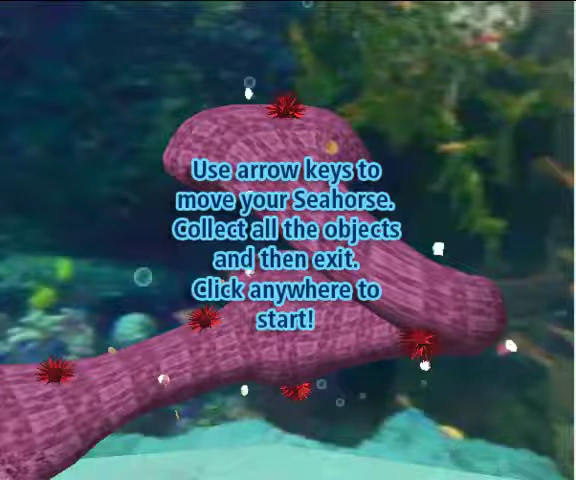 Use arrow keys to
move your Seahorse.
Collect all the objects
and then exit.
Click anywhere to
start!